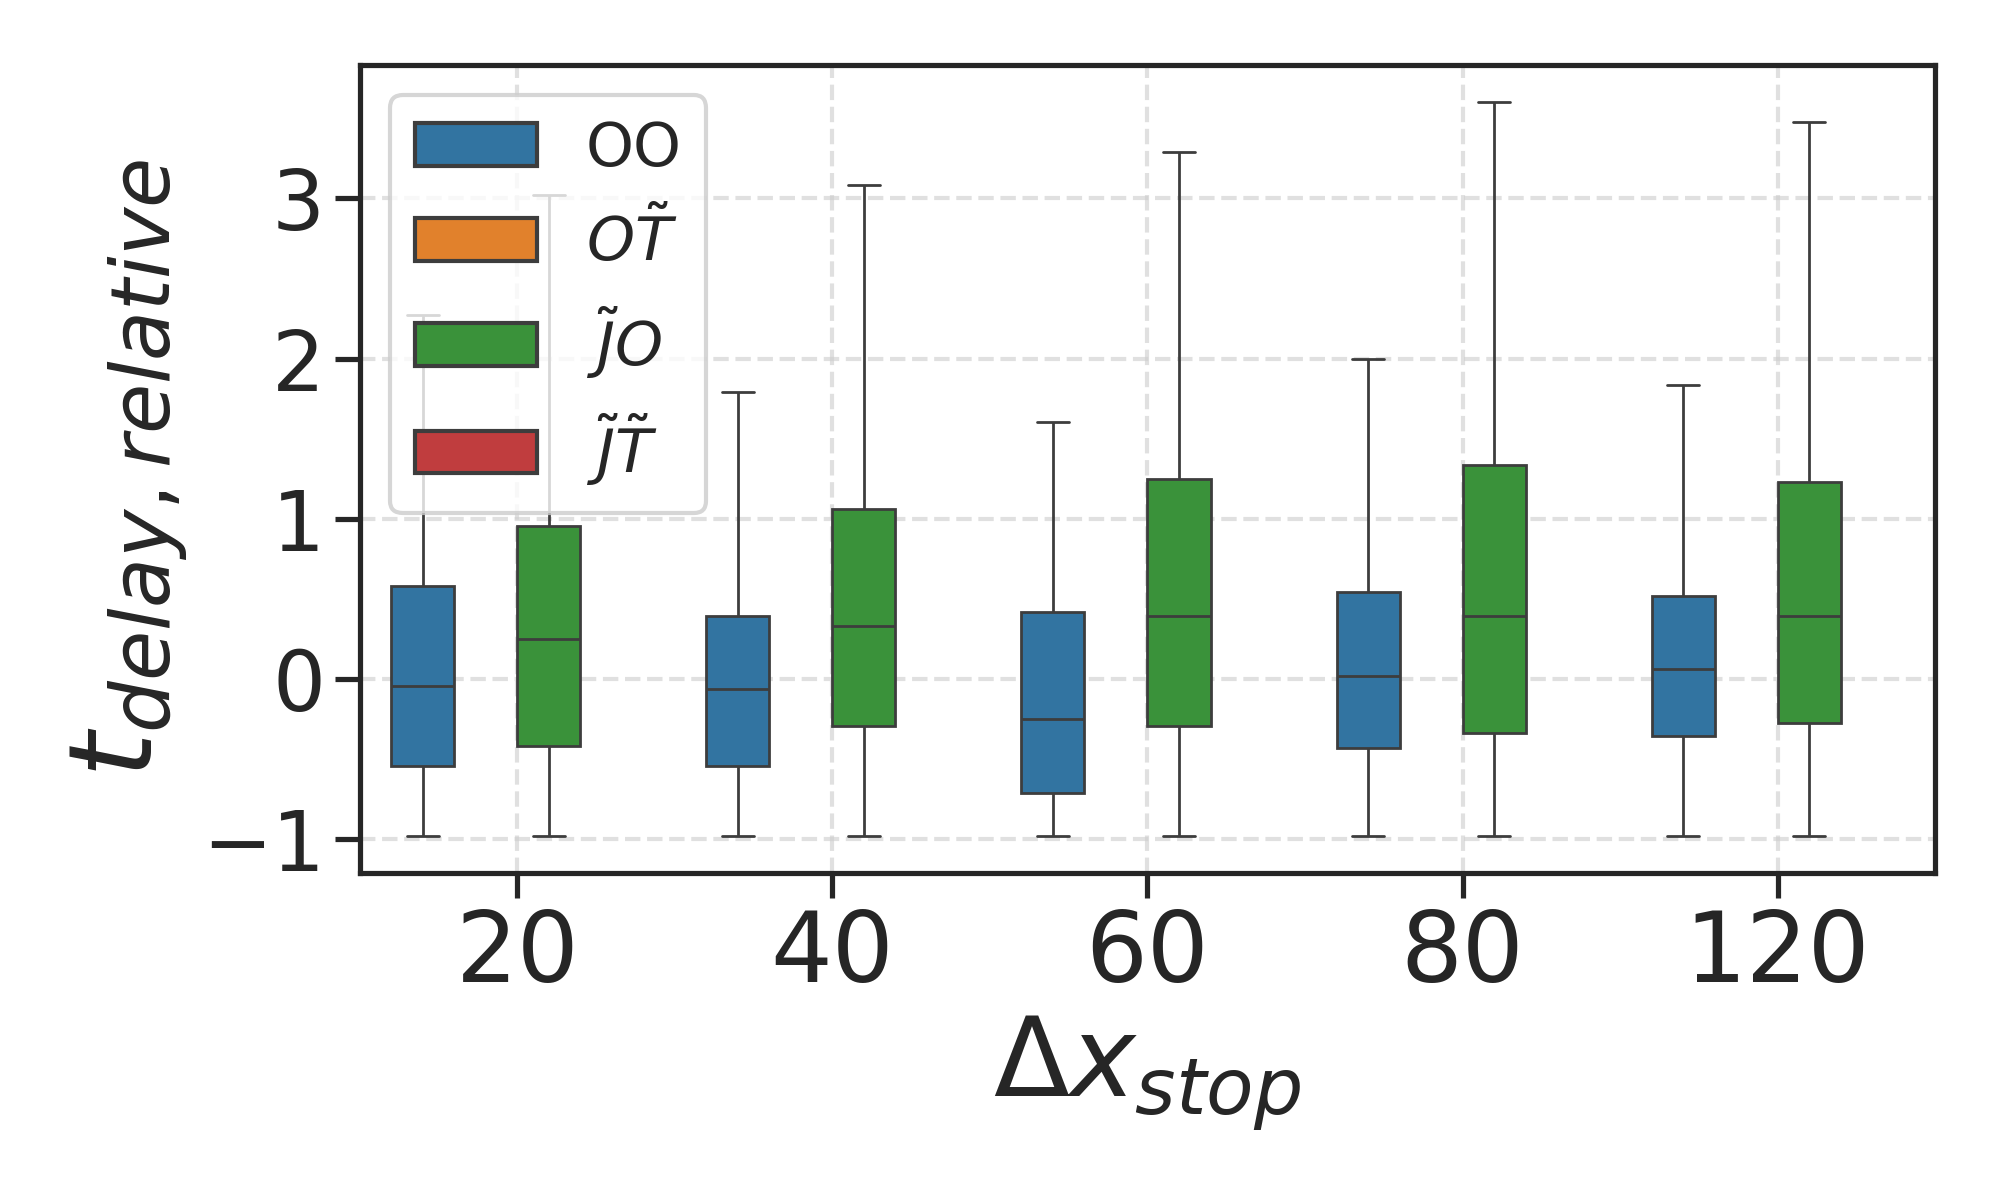 OO
OT̃
J̃O
J̃T̃
3
2
1
0
−1
20 40 60 80 120
Δx_stop
t_delay, relative